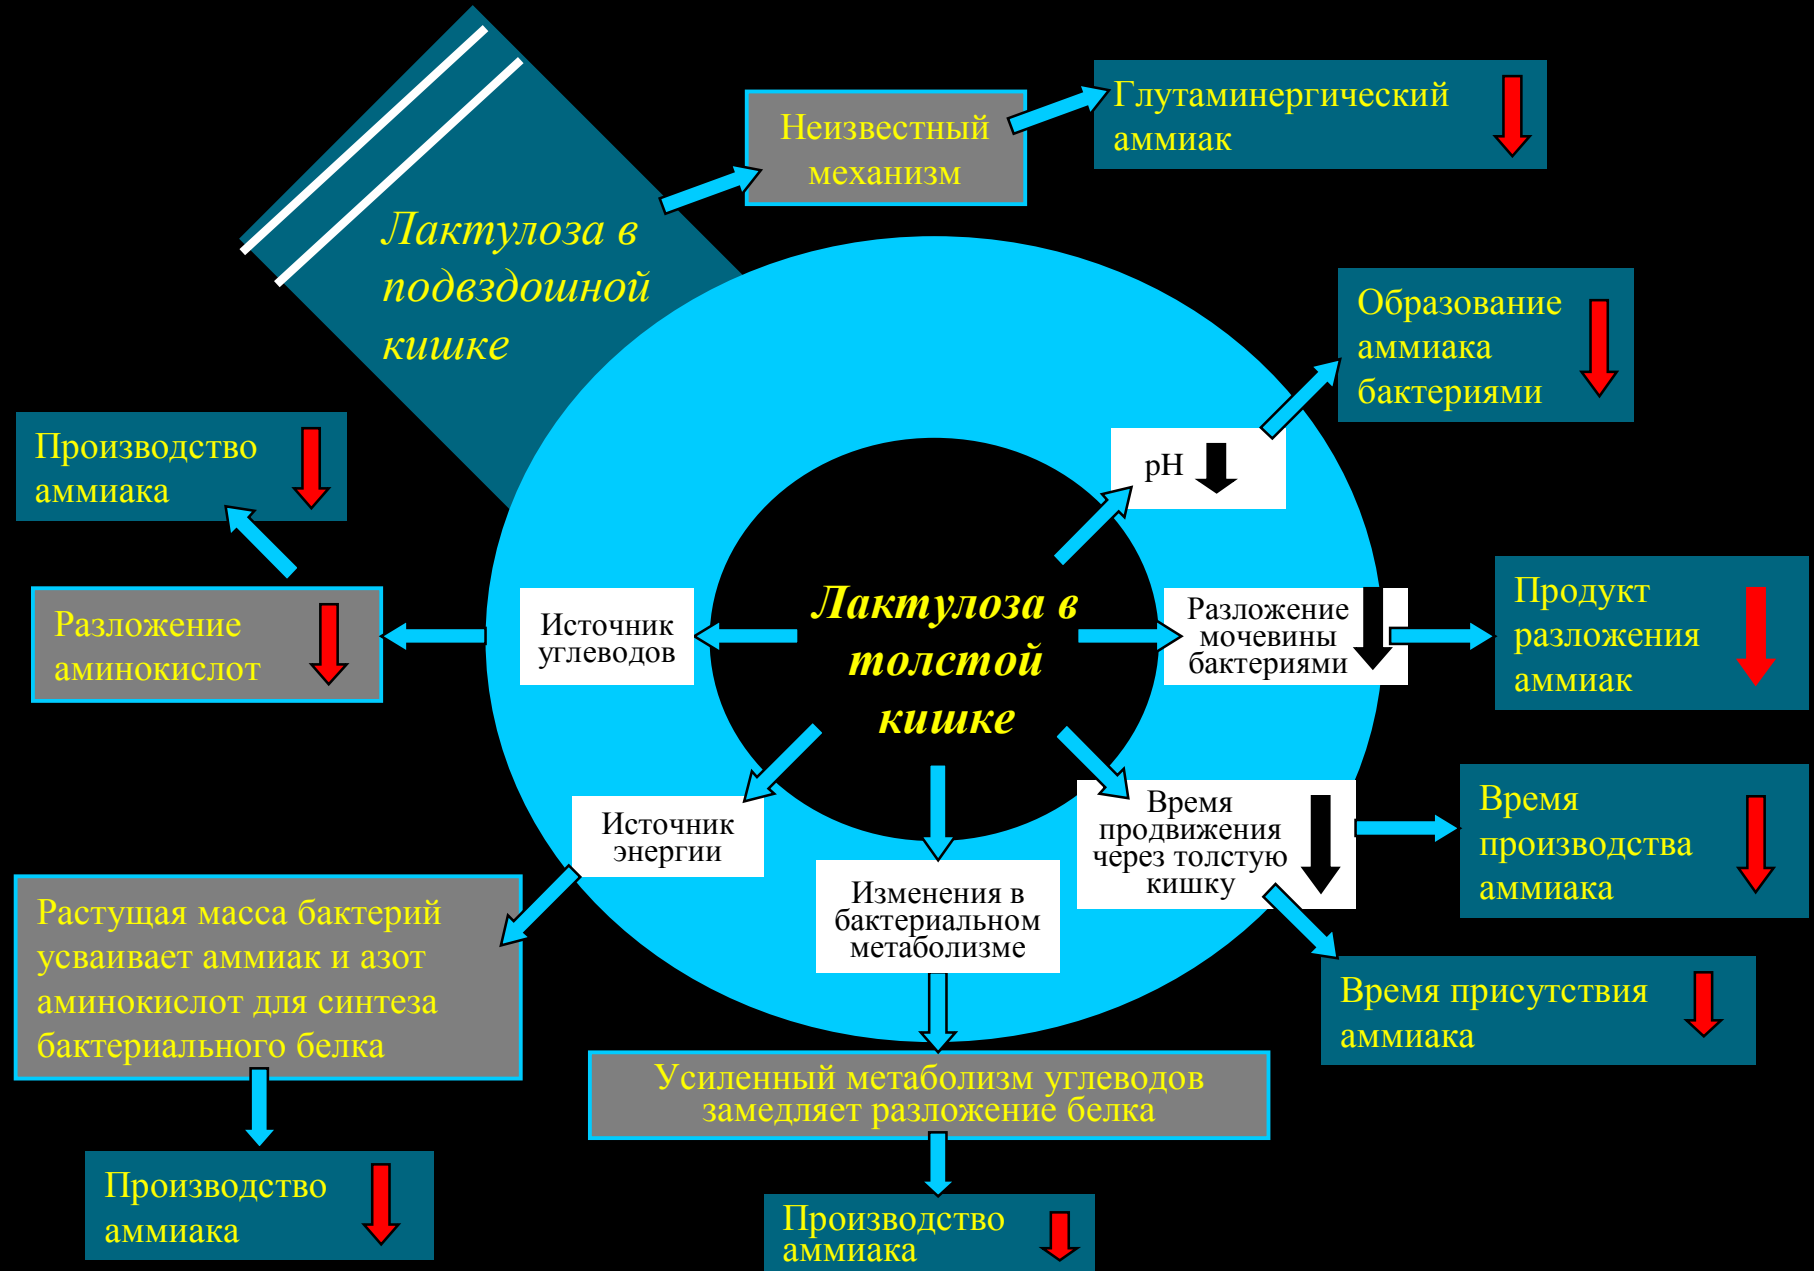 Неизвестный
механизм
Глутаминергический
аммиак
Лактулоза в
подвздошной
кишке
Образование
аммиака
бактериями
Производство
аммиака
pH
Разложение
аминокислот
Источник
углеводов
Лактулоза в
толстой
кишке
Разложение
мочевины
бактериями
Продукт
разложения
аммиак
Источник
энергии
Время
продвижения
через толстую
кишку
Время
производства
аммиака
Изменения в
бактериальном
метаболизме
Растущая масса бактерий
усваивает аммиак и азот
аминокислот для синтеза
бактериального белка
Время присутствия
аммиака
Усиленный метаболизм углеводов
замедляет разложение белка
Производство
аммиака
Производство
аммиака